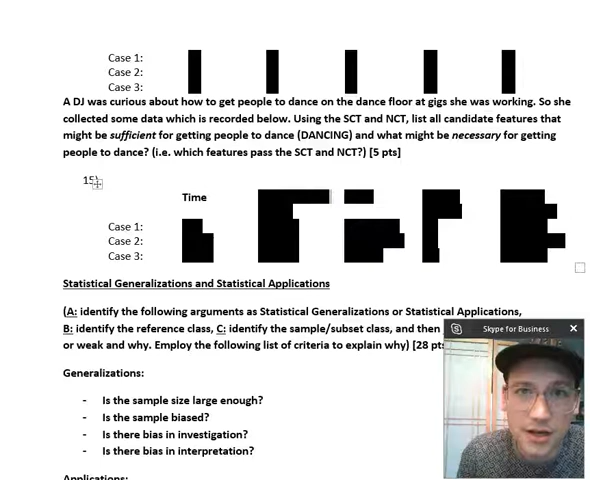 Case 1:
Case 2:
Case 3:
A DJ was curious about how to get people to dance on the dance floor at gigs she was working. So she
collected some data which is recorded below. Using the SCT and NCT, list all candidate features that
might be sufficient for getting people to dance (DANCING) and what might be necessary for getting
people to dance? (i.e. which features pass the SCT and NCT?) [5 pts]
15)
Time
Case 1:
Case 2:
Case 3:
Statistical Generalizations and Statistical Applications
(A: identify the following arguments as Statistical Generalizations or Statistical Applications,
B: identify the reference class, C: identify the sample/subset class, and then
or weak and why. Employ the following list of criteria to explain why) [28 pts
Skype for Business
Generalizations:
- Is the sample size large enough?
- Is the sample biased?
- Is there bias in investigation?
- Is there bias in interpretation?
Applications: